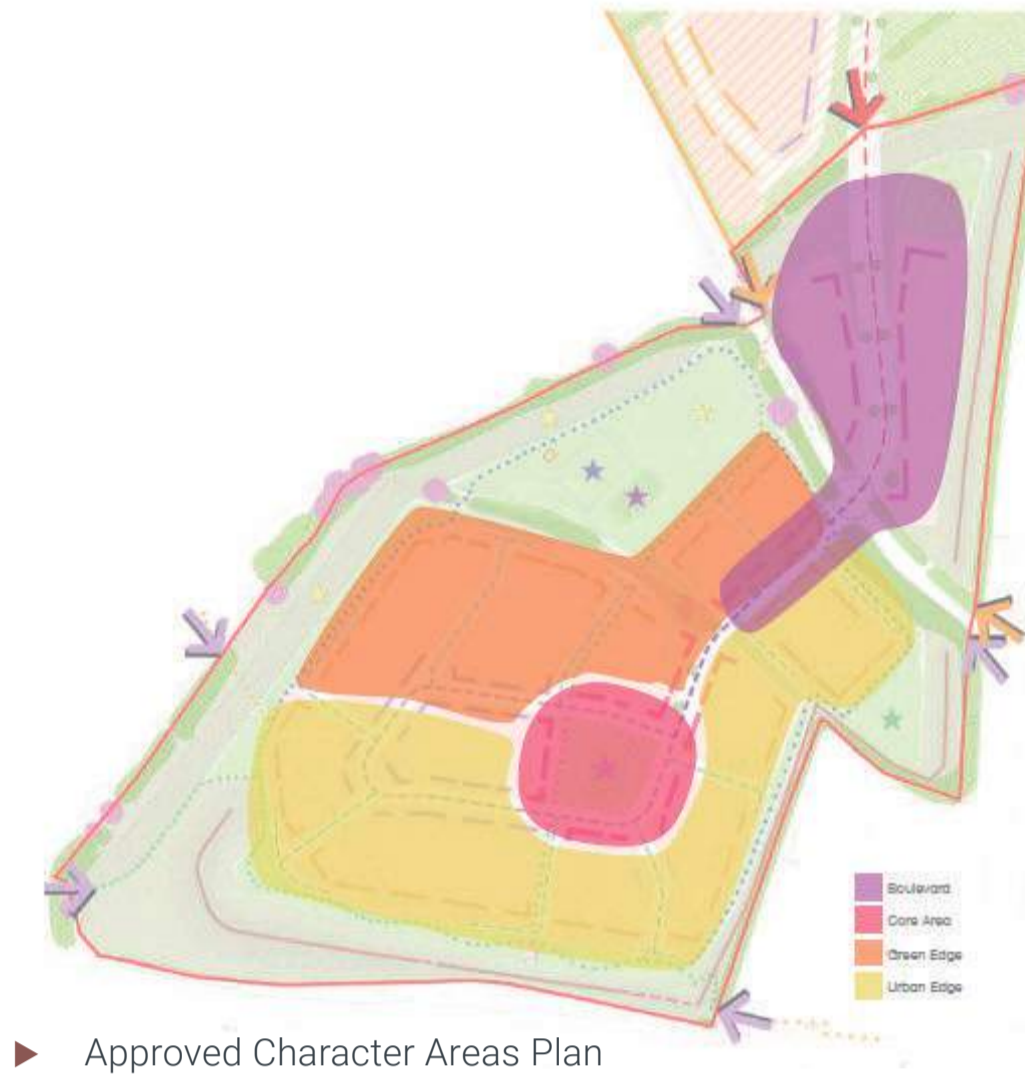 Boulevard
Core Area
Green Edge
Urban Edge
Approved Character Areas Plan